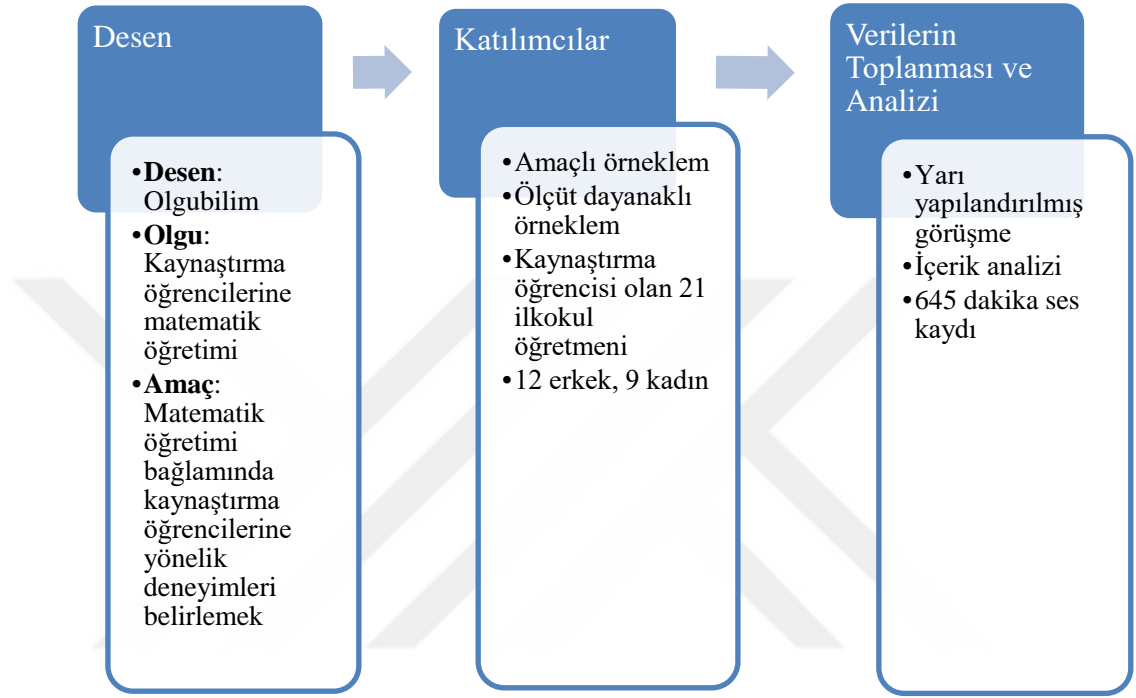 Desen
•Desen:
Olgubilim
•Olgu:
Kaynaştırma
öğrencilerine
matematik
öğretimi
•Amaç:
Matematik
öğretimi
bağlamında
kaynaştırma
öğrencilerine
yönelik
deneyimleri
belirlemek
Katılımcılar
•Amaçlı örneklem
•Ölçüt dayanaklı
örneklem
•Kaynaştırma
öğrencisi olan 21
ilkokul
öğretmeni
•12 erkek, 9 kadın
Verilerin
Toplanması ve
Analizi
•Yarı
yapılandırılmış
görüşme
•İçerik analizi
•645 dakika ses
kaydı